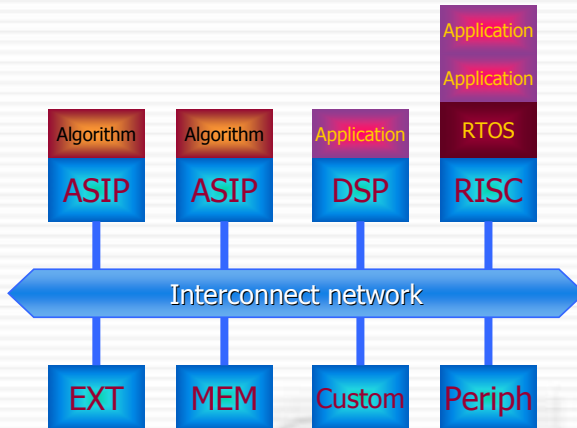 Application
Application
Algorithm Algorithm Application RTOS
ASIP ASIP DSP RISC
Interconnect network
EXT MEM Custom Periph